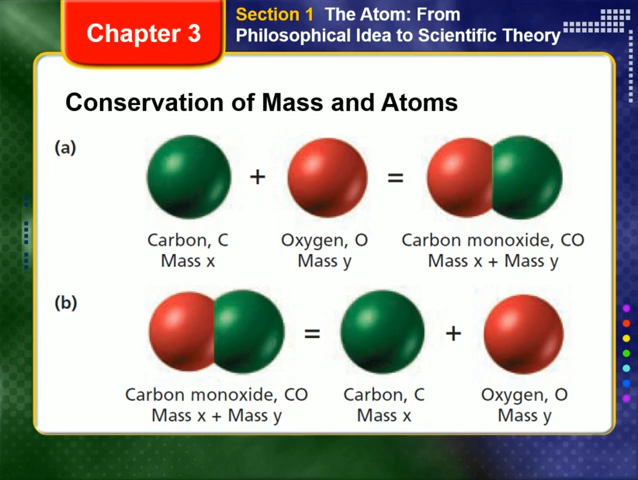 Chapter 3
Section 1 The Atom: From
Philosophical Idea to Scientific Theory
Conservation of Mass and Atoms
(a)
+ =
Carbon, C Oxygen, O Carbon monoxide, CO
Mass x Mass y Mass x + Mass y
(b)
= +
Carbon monoxide, CO Carbon, C Oxygen, O
Mass x + Mass y Mass x Mass y